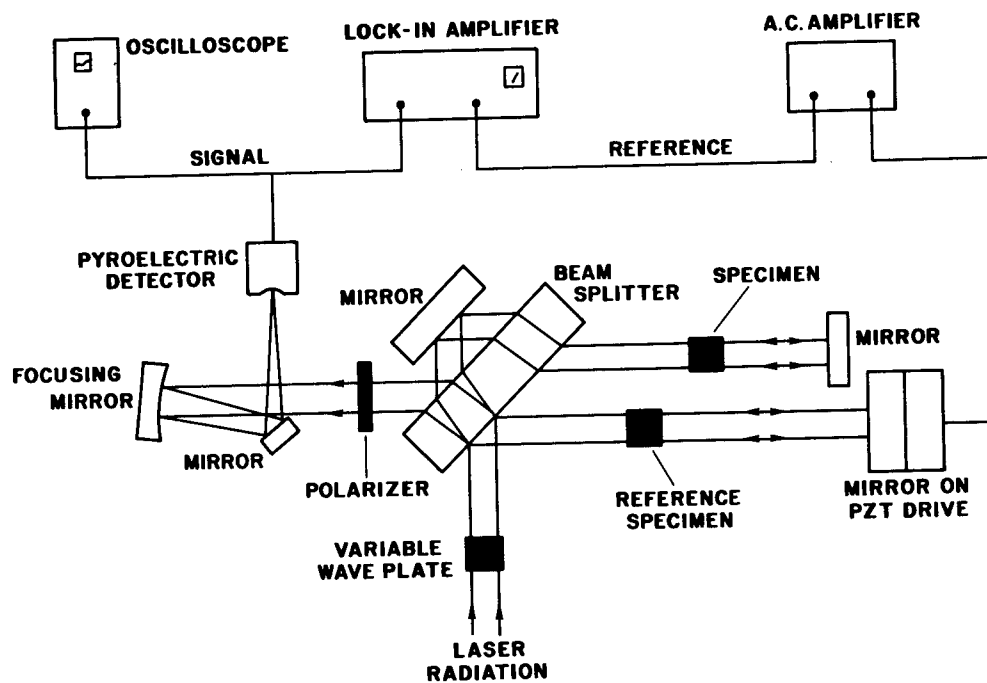 OSCILLOSCOPE
LOCK-IN AMPLIFIER
A.C. AMPLIFIER
SIGNAL
REFERENCE
PYROELECTRIC
DETECTOR
MIRROR
BEAM
SPLITTER
SPECIMEN
MIRROR
FOCUSING
MIRROR
MIRROR
POLARIZER
REFERENCE
SPECIMEN
MIRROR ON
PZT DRIVE
VARIABLE
WAVE PLATE
LASER
RADIATION